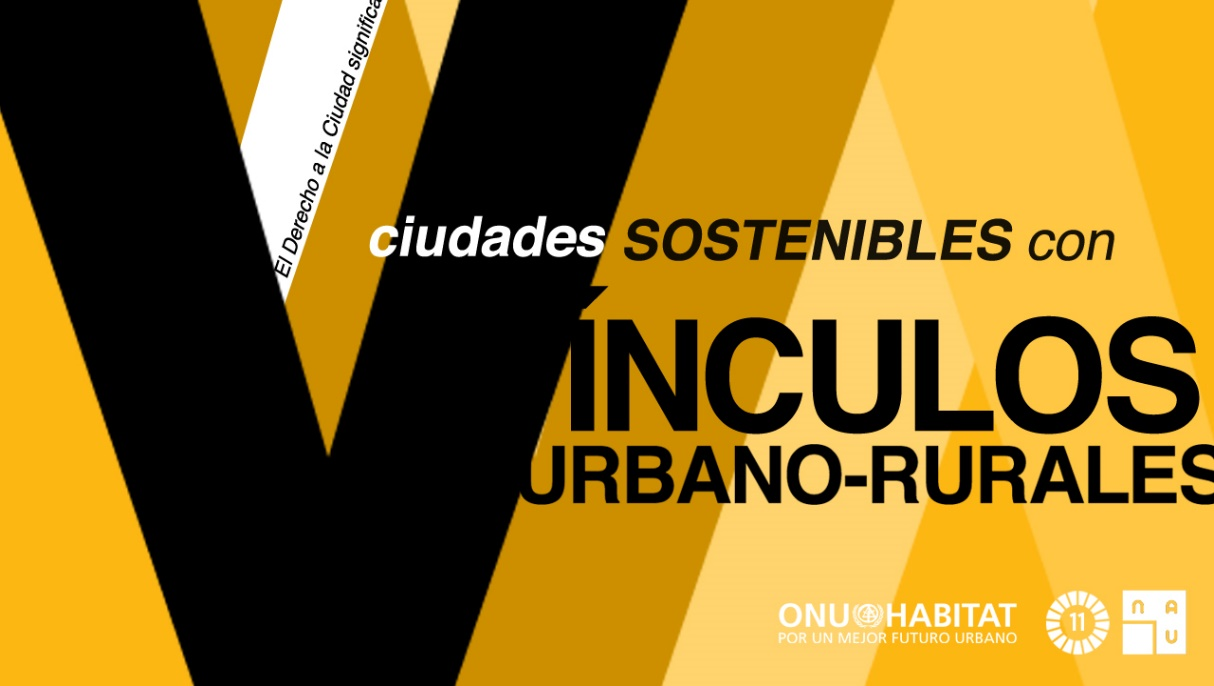 El Derecho a la Ciudad significa
ciudades SOSTENIBLES con
VÍNCULOS
URBANO-RURALES
ONU HABITAT
POR UN MEJOR FUTURO URBANO
11
NAU